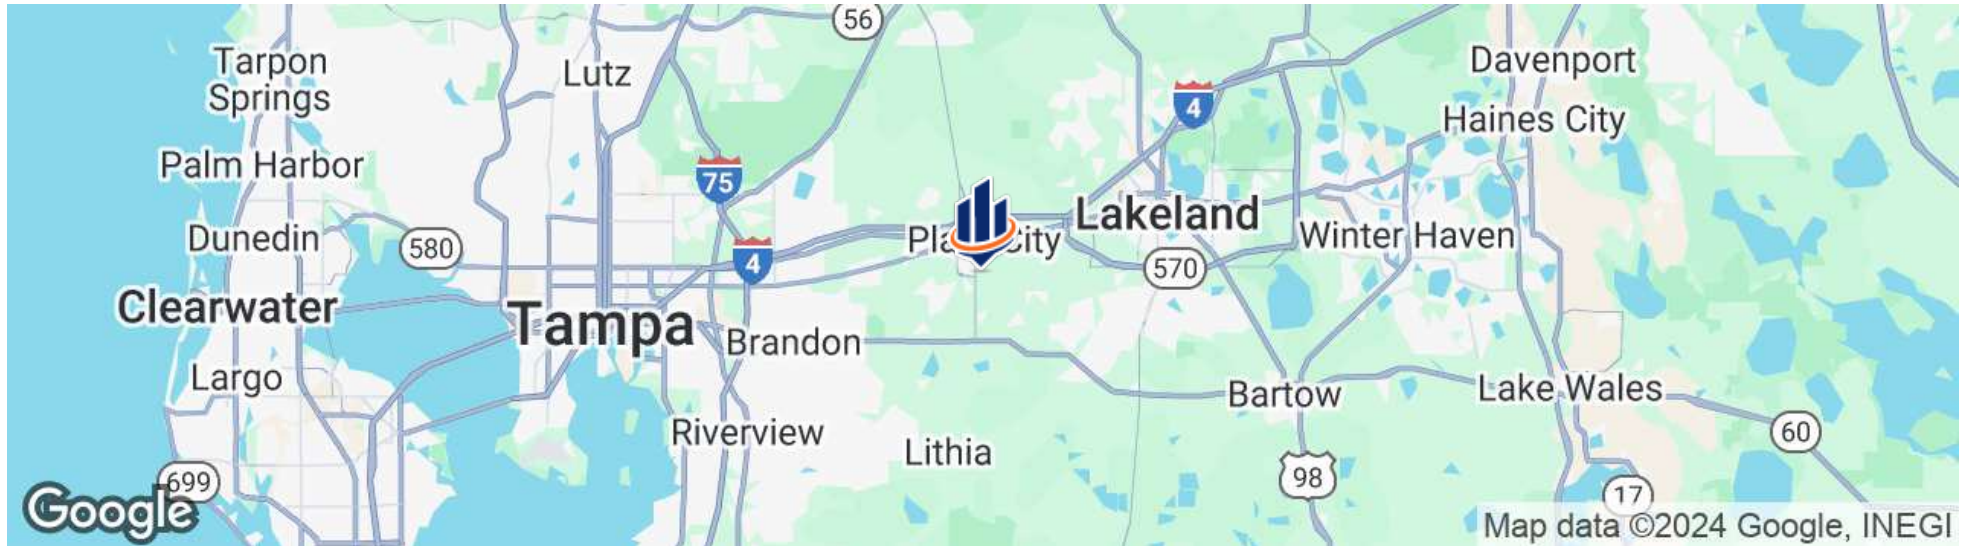 56
Tarpon
Springs
Lutz
Davenport
4
Haines City
Palm Harbor
75
Lakeland
Dunedin
580
4
Winter Haven
570
Clearwater
Tampa
Brandon
Largo
Bartow
Lake Wales
Riverview
Lithia
60
98
699
17
Google
Map data ©2024 Google, INEGI